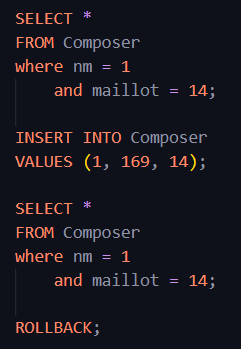 SELECT *
FROM Composer
where nm = 1
    and maillot = 14;

INSERT INTO Composer
VALUES (1, 169, 14);

SELECT *
FROM Composer
where nm = 1
    and maillot = 14;

ROLLBACK;